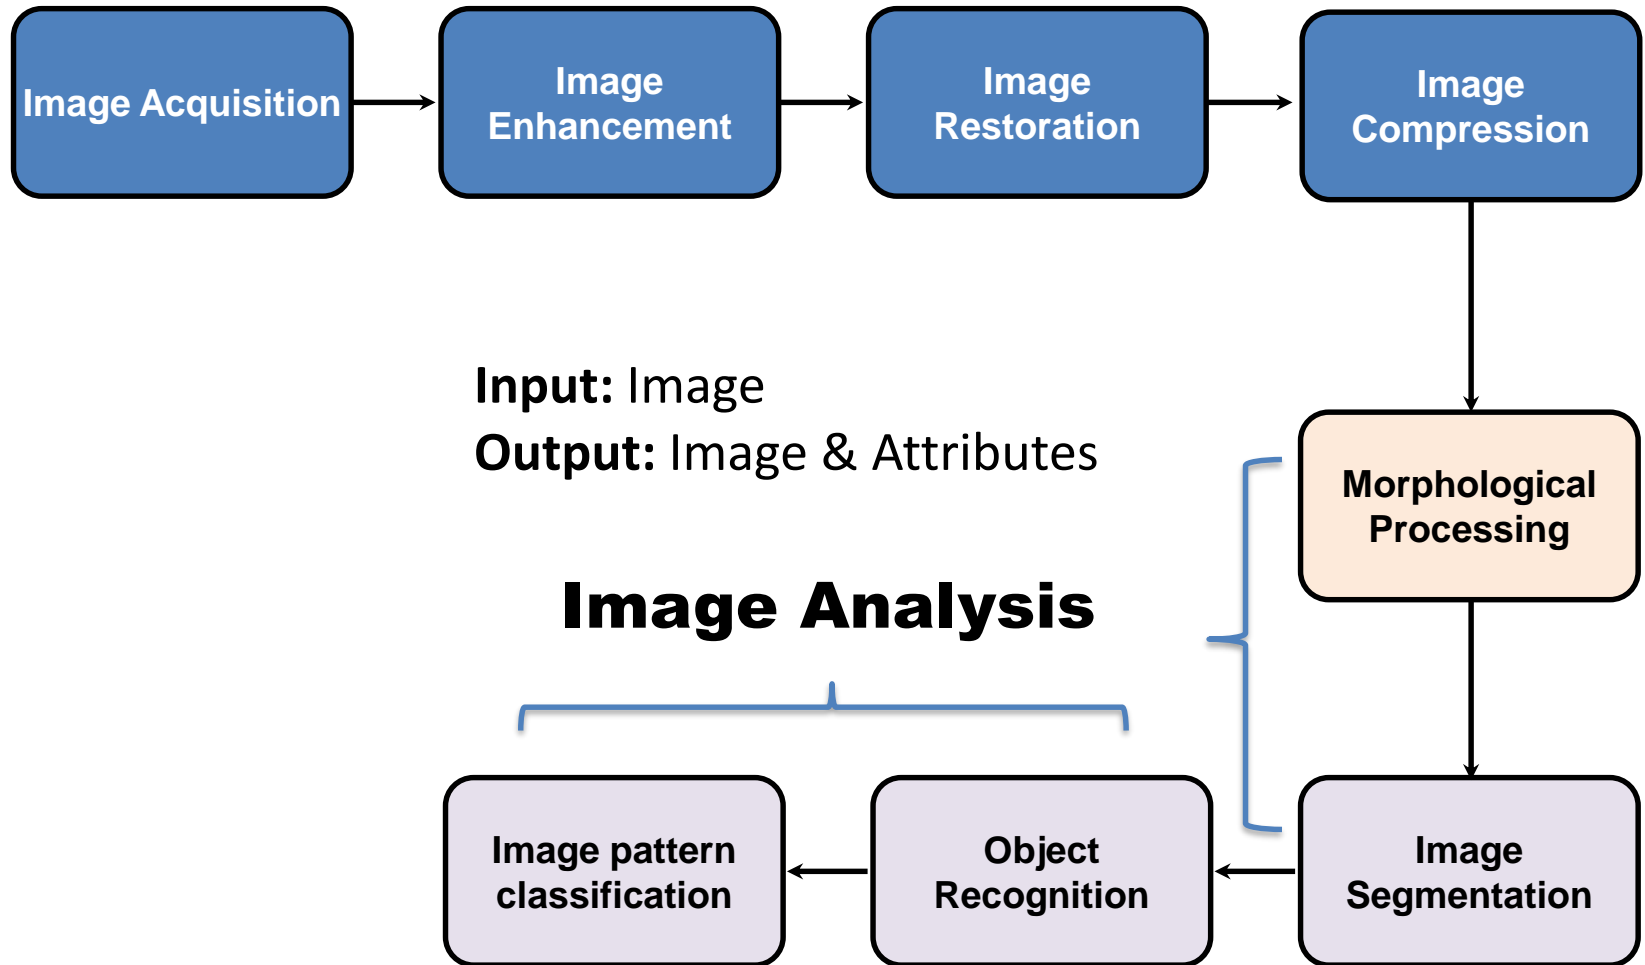 Image Acquisition
Image
Enhancement
Image
Restoration
Image
Compression
Input: Image
Output: Image & Attributes
Morphological
Processing
Image Analysis
Image pattern
classification
Object
Recognition
Image
Segmentation